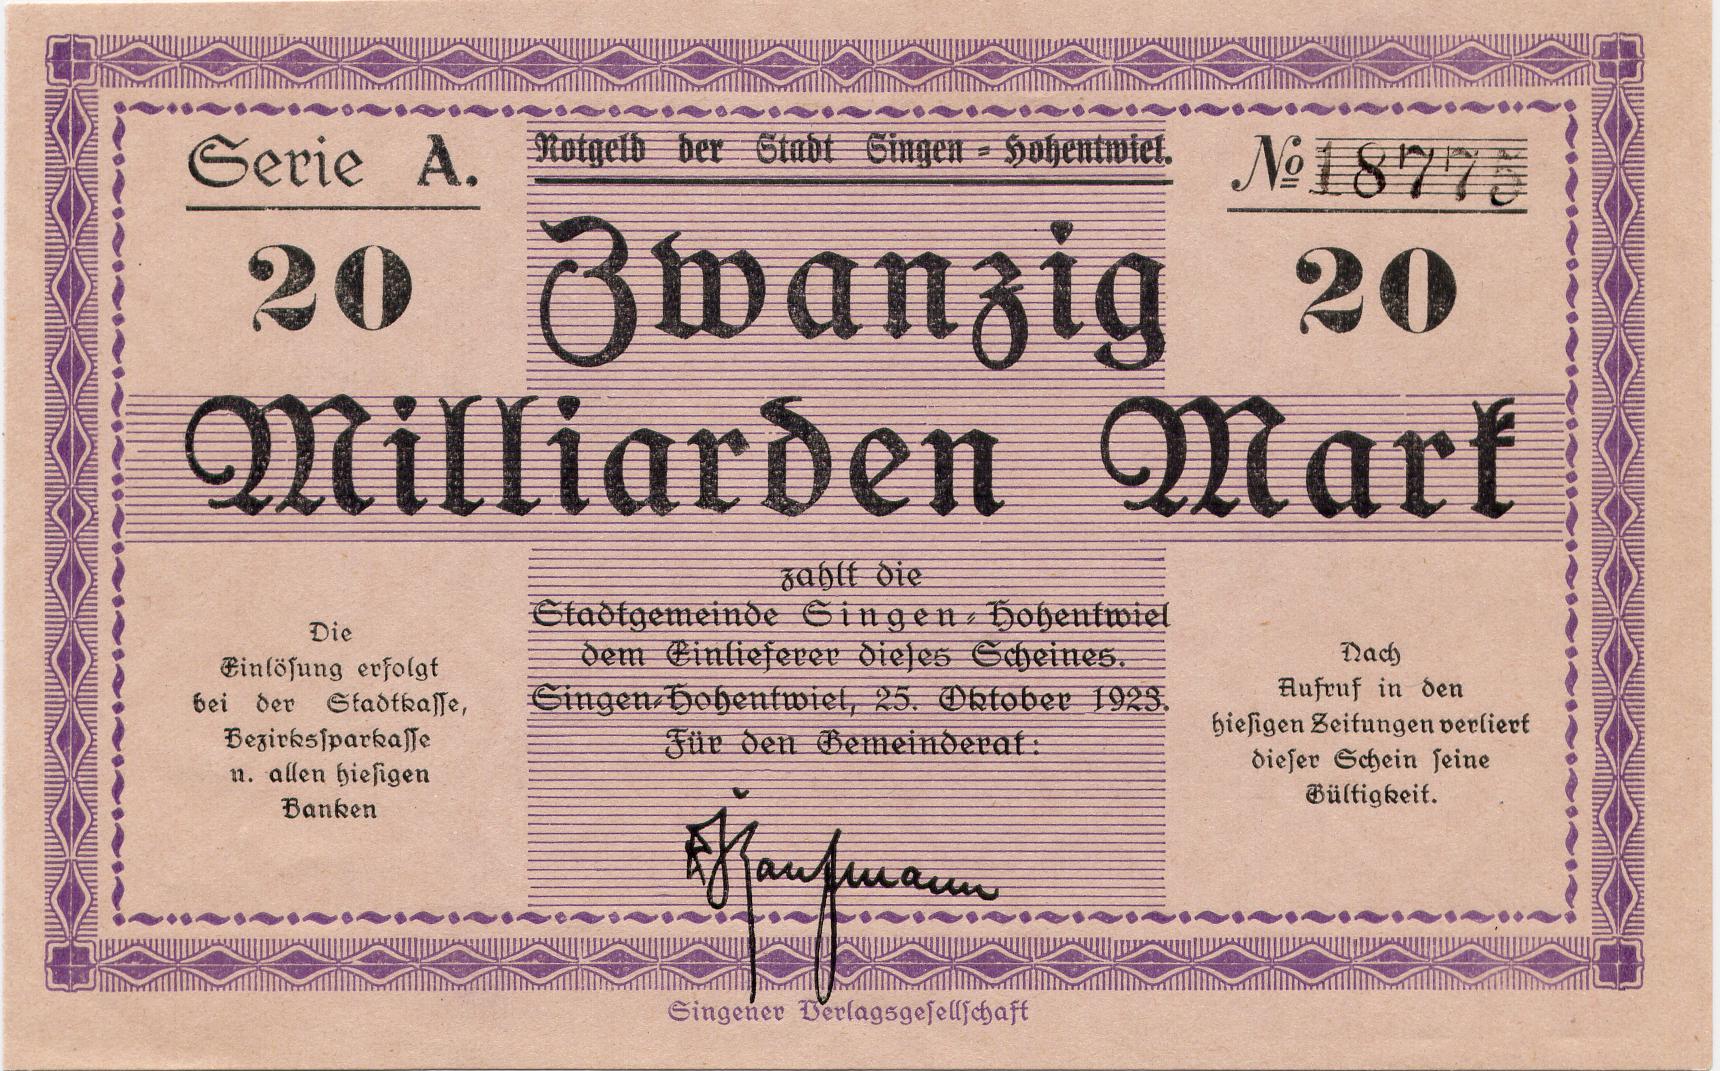 Serie A.
Notgeld der Stadt Singen-Hohentwiel.
No 18775
20
Zwanzig
20
Milliarden Mark
zahlt die
Stadtgemeinde Singen-Hohentwiel
dem Einlieferer dieses Scheines.
Singen-Hohentwiel, 25. Oktober 1923.
Für den Gemeinderat:
Die
Einlösung erfolgt
bei der Stadtkasse,
Bezirkssparkasse
u. allen hiesigen
Banken
Nach
Aufruf in den
hiesigen Zeitungen verliert
dieser Schein seine
Gültigkeit.
Kaufmann
Singener Verlagsgesellschaft